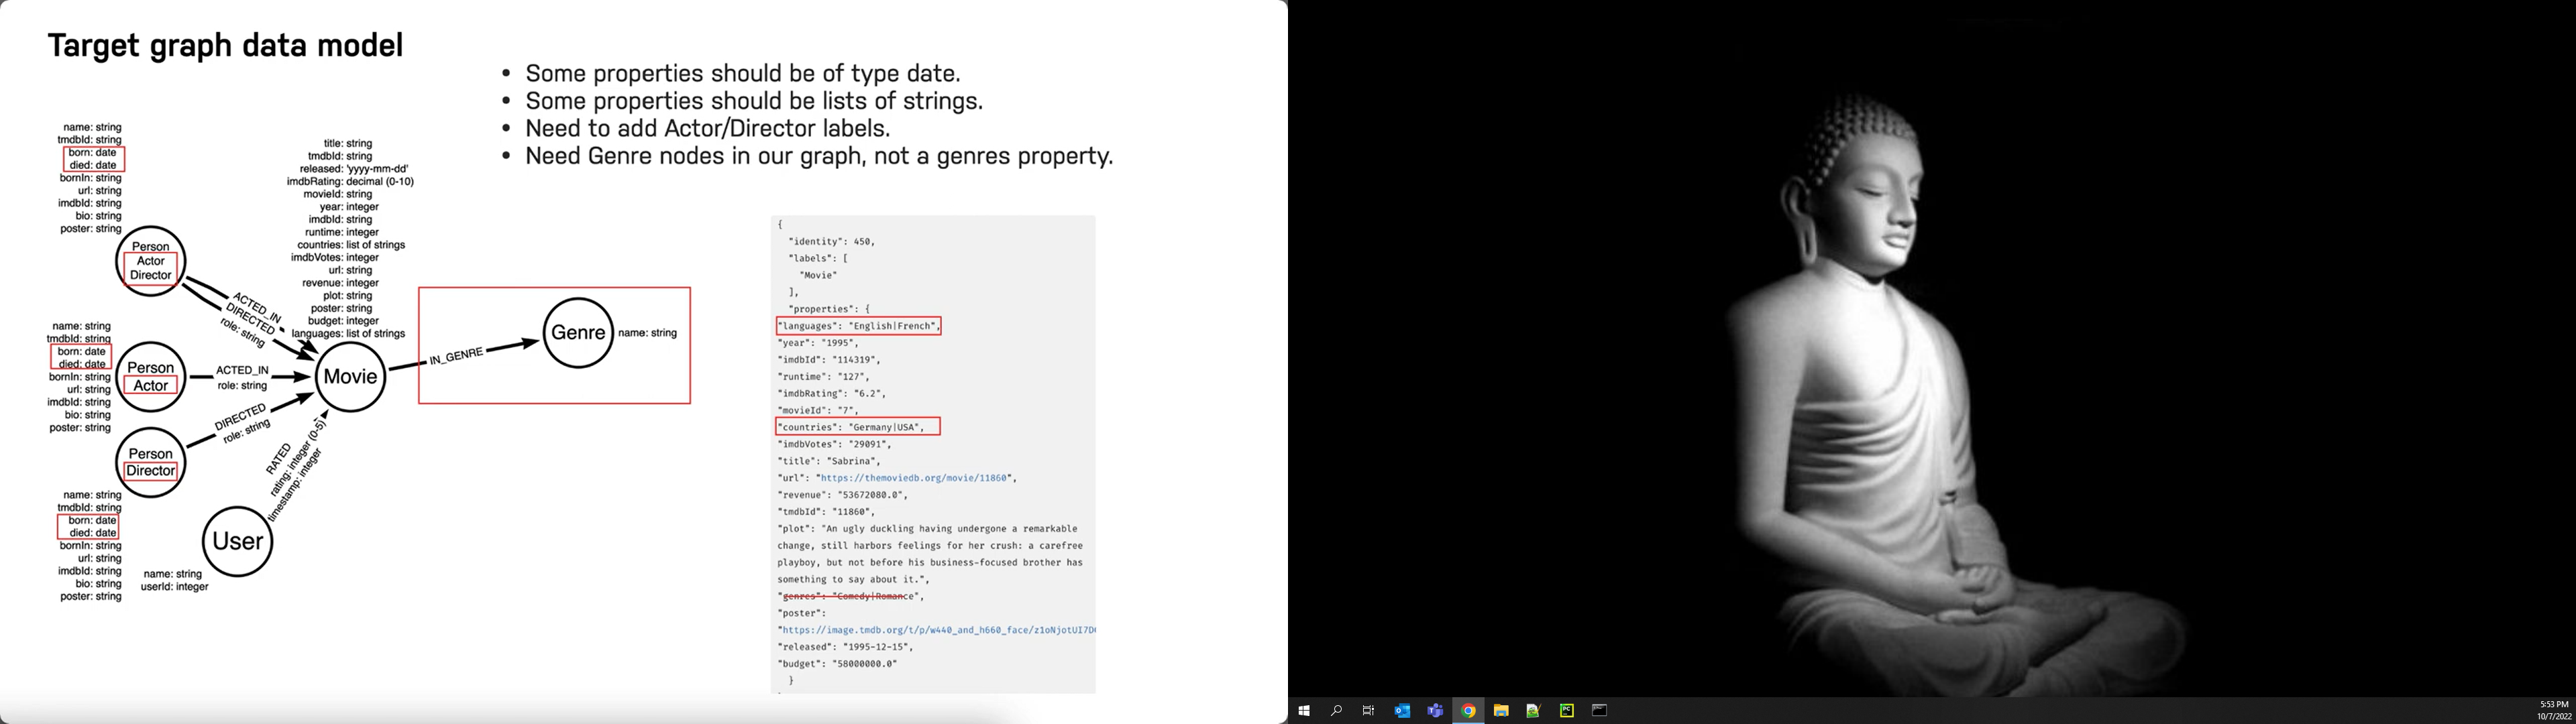 Target graph data model
• Some properties should be of type date.
• Some properties should be lists of strings.
• Need to add Actor/Director labels.
• Need Genre nodes in our graph, not a genres property.
name: string
tmdbId: string
born: date
died: date
bornIn: string
url: string
imdbId: string
bio: string
poster: string
Person
Actor
Director
title: string
tmdbId: string
released: 'yyyy-mm-dd'
imdbRating: decimal (0-10)
movieId: string
year: integer
imdbId: string
runtime: integer
countries: list of strings
imdbVotes: integer
url: string
revenue: integer
plot: string
poster: string
budget: integer
languages: list of strings
ACTED_IN
DIRECTED
role: string
name: string
tmdbId: string
born: date
died: date
bornIn: string
url: string
imdbId: string
bio: string
poster: string
Person
Actor
ACTED_IN
role: string
Movie
IN_GENRE
Genre
name: string
Person
Director
DIRECTED
role: string
name: string
tmdbId: string
born: date
died: date
bornIn: string
url: string
imdbId: string
bio: string
poster: string
RATED
rating: integer (0-5)
timestamp: integer
User
name: string
userId: integer
{
"identity": 450,
"labels": [
"Movie"
],
"properties": {
"languages": "English|French",
"year": "1995",
"imdbId": "114319",
"runtime": "127",
"imdbRating": "6.2",
"movieId": "7",
"countries": "Germany|USA",
"imdbVotes": "29091",
"title": "Sabrina",
"url": "https://themoviedb.org/movie/11860",
"revenue": "53672080.0",
"tmdbId": "11860",
"plot": "An ugly duckling having undergone a remarkable
change, still harbors feelings for her crush: a carefree
playboy, but not before his business-focused brother has
something to say about it.",
"genres": "Comedy|Romance",
"poster":
"https://image.tmdb.org/t/p/w440_and_h660_face/z1oNjotUI7D
"released": "1995-12-15",
"budget": "58000000.0"
}
5:53 PM
10/7/2022